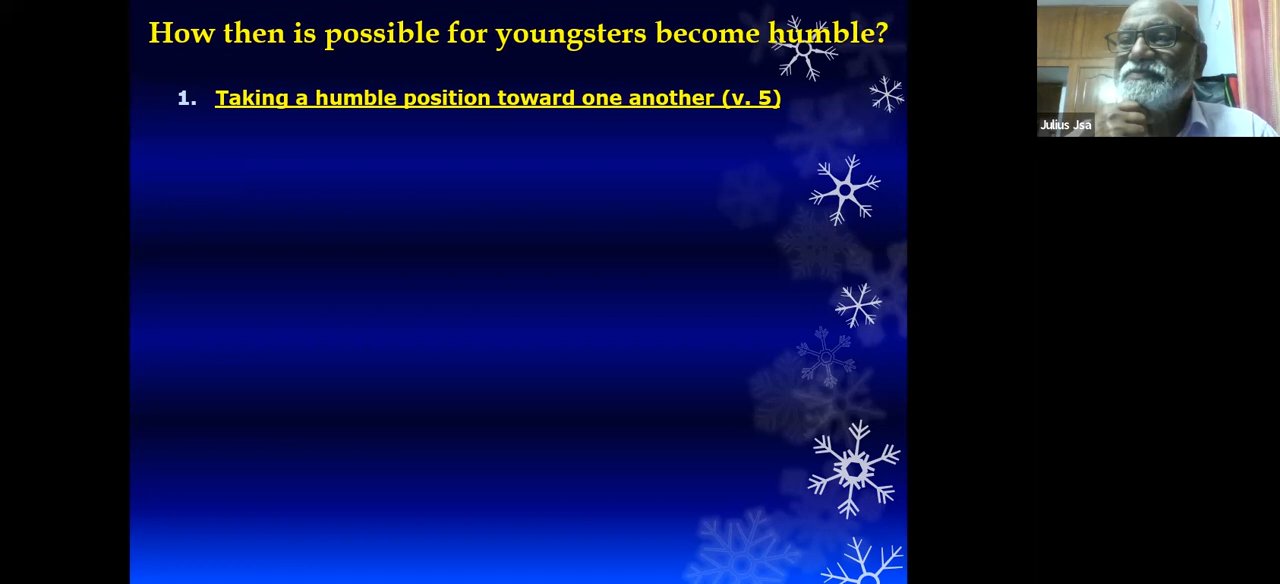 How then is possible for youngsters become humble?
1. Taking a humble position toward one another (v. 5)
Julius Jsa